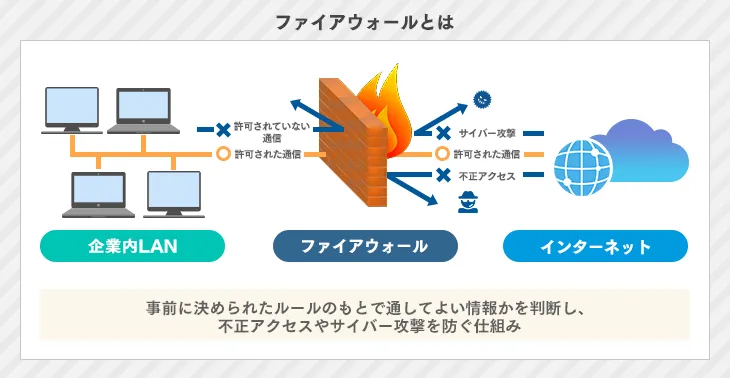 ファイアウォールとは
許可されていない
通信
許可された通信
サイバー攻撃
許可された通信
不正アクセス
企業内LAN
ファイアウォール
インターネット
事前に決められたルールのもとで通してよい情報かを判断し、
不正アクセスやサイバー攻撃を防ぐ仕組み